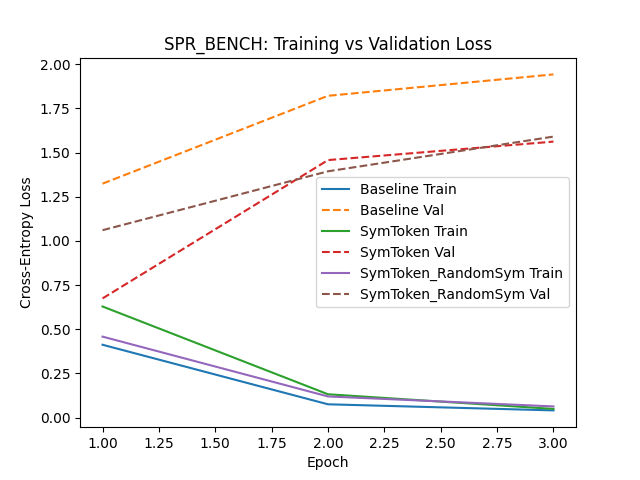 SPR_BENCH: Training vs Validation Loss
2.00
1.75
1.50
1.25
1.00
0.75
0.50
0.25
0.00
Cross-Entropy Loss
Baseline Train
Baseline Val
SymToken Train
SymToken Val
SymToken_RandomSym Train
SymToken_RandomSym Val
1.00 1.25 1.50 1.75 2.00 2.25 2.50 2.75 3.00
Epoch